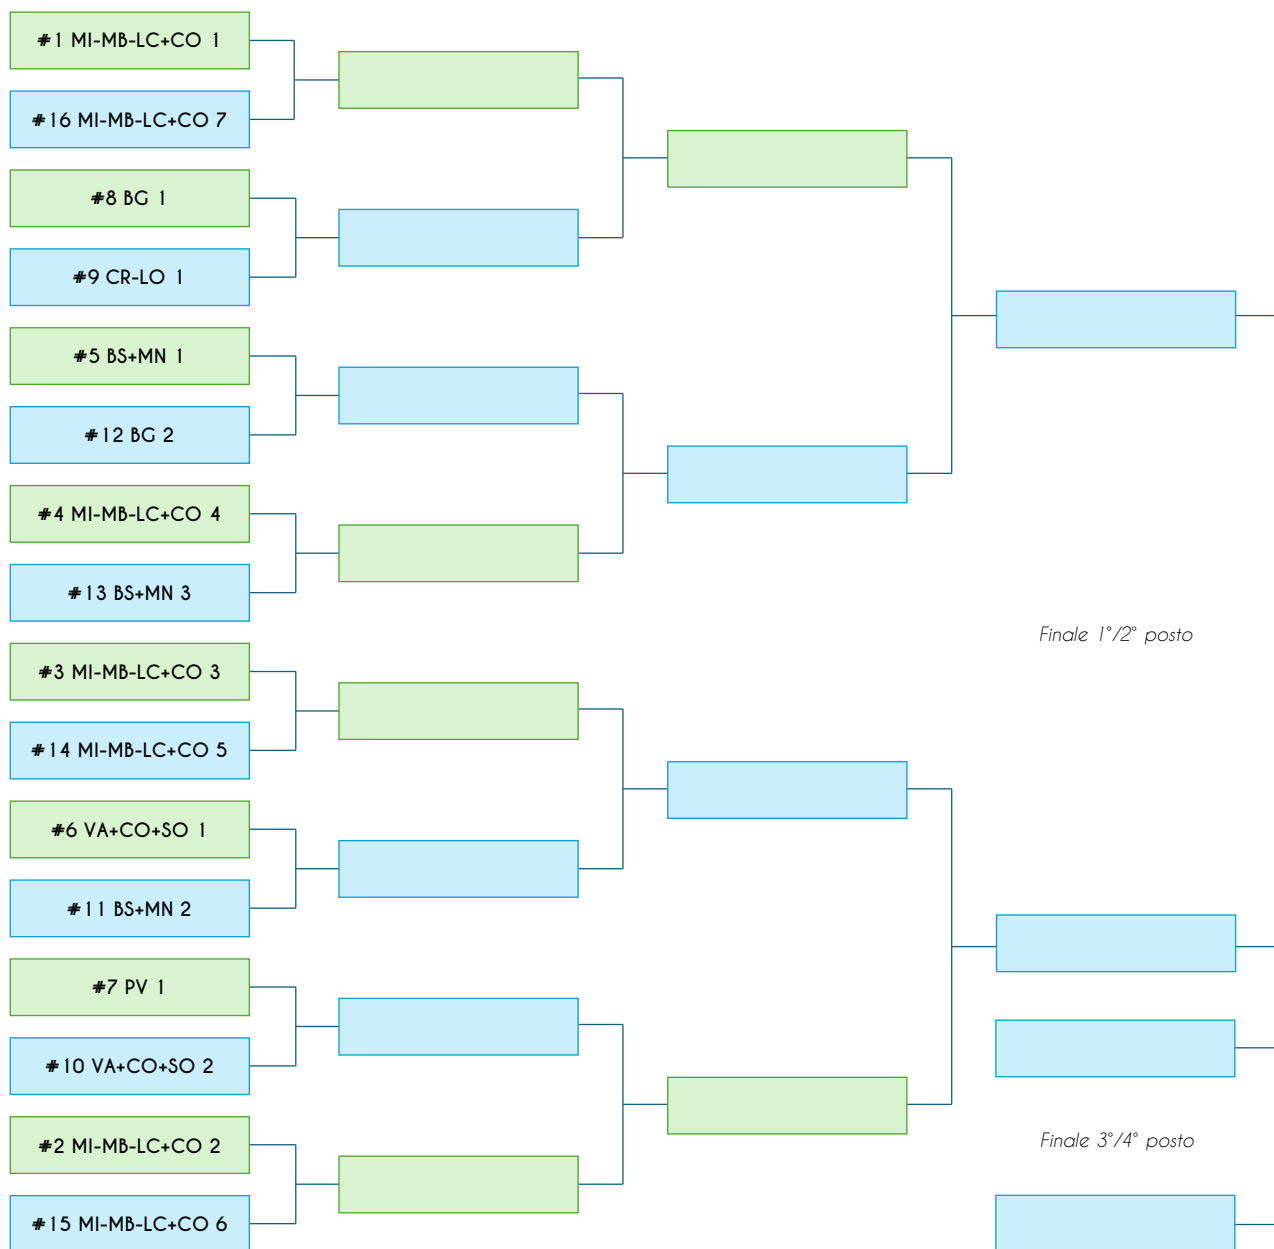 #1 MI-MB-LC+CO 1
#16 MI-MB-LC+CO 7
#8 BG 1
#9 CR-LO 1
#5 BS+MN 1
#12 BG 2
#4 MI-MB-LC+CO 4
#13 BS+MN 3
Finale 1°/2° posto
#3 MI-MB-LC+CO 3
#14 MI-MB-LC+CO 5
#6 VA+CO+SO 1
#11 BS+MN 2
#7 PV 1
#10 VA+CO+SO 2
#2 MI-MB-LC+CO 2
Finale 3°/4° posto
#15 MI-MB-LC+CO 6